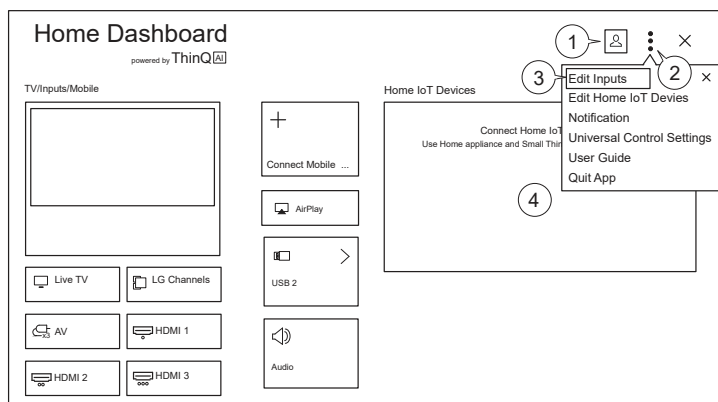 Home Dashboard
powered by ThinQ AI
1
2
3
Edit Inputs
Edit Home IoT Devies
Notification
Universal Control Settings
User Guide
Quit App
TV/Inputs/Mobile
Home IoT Devices
Connect Mobile ...
Connect Home IoT
Use Home appliance and Small Thin
4
AirPlay
Live TV
LG Channels
USB 2
x3 AV
HDMI 1
Audio
HDMI 2
HDMI 3